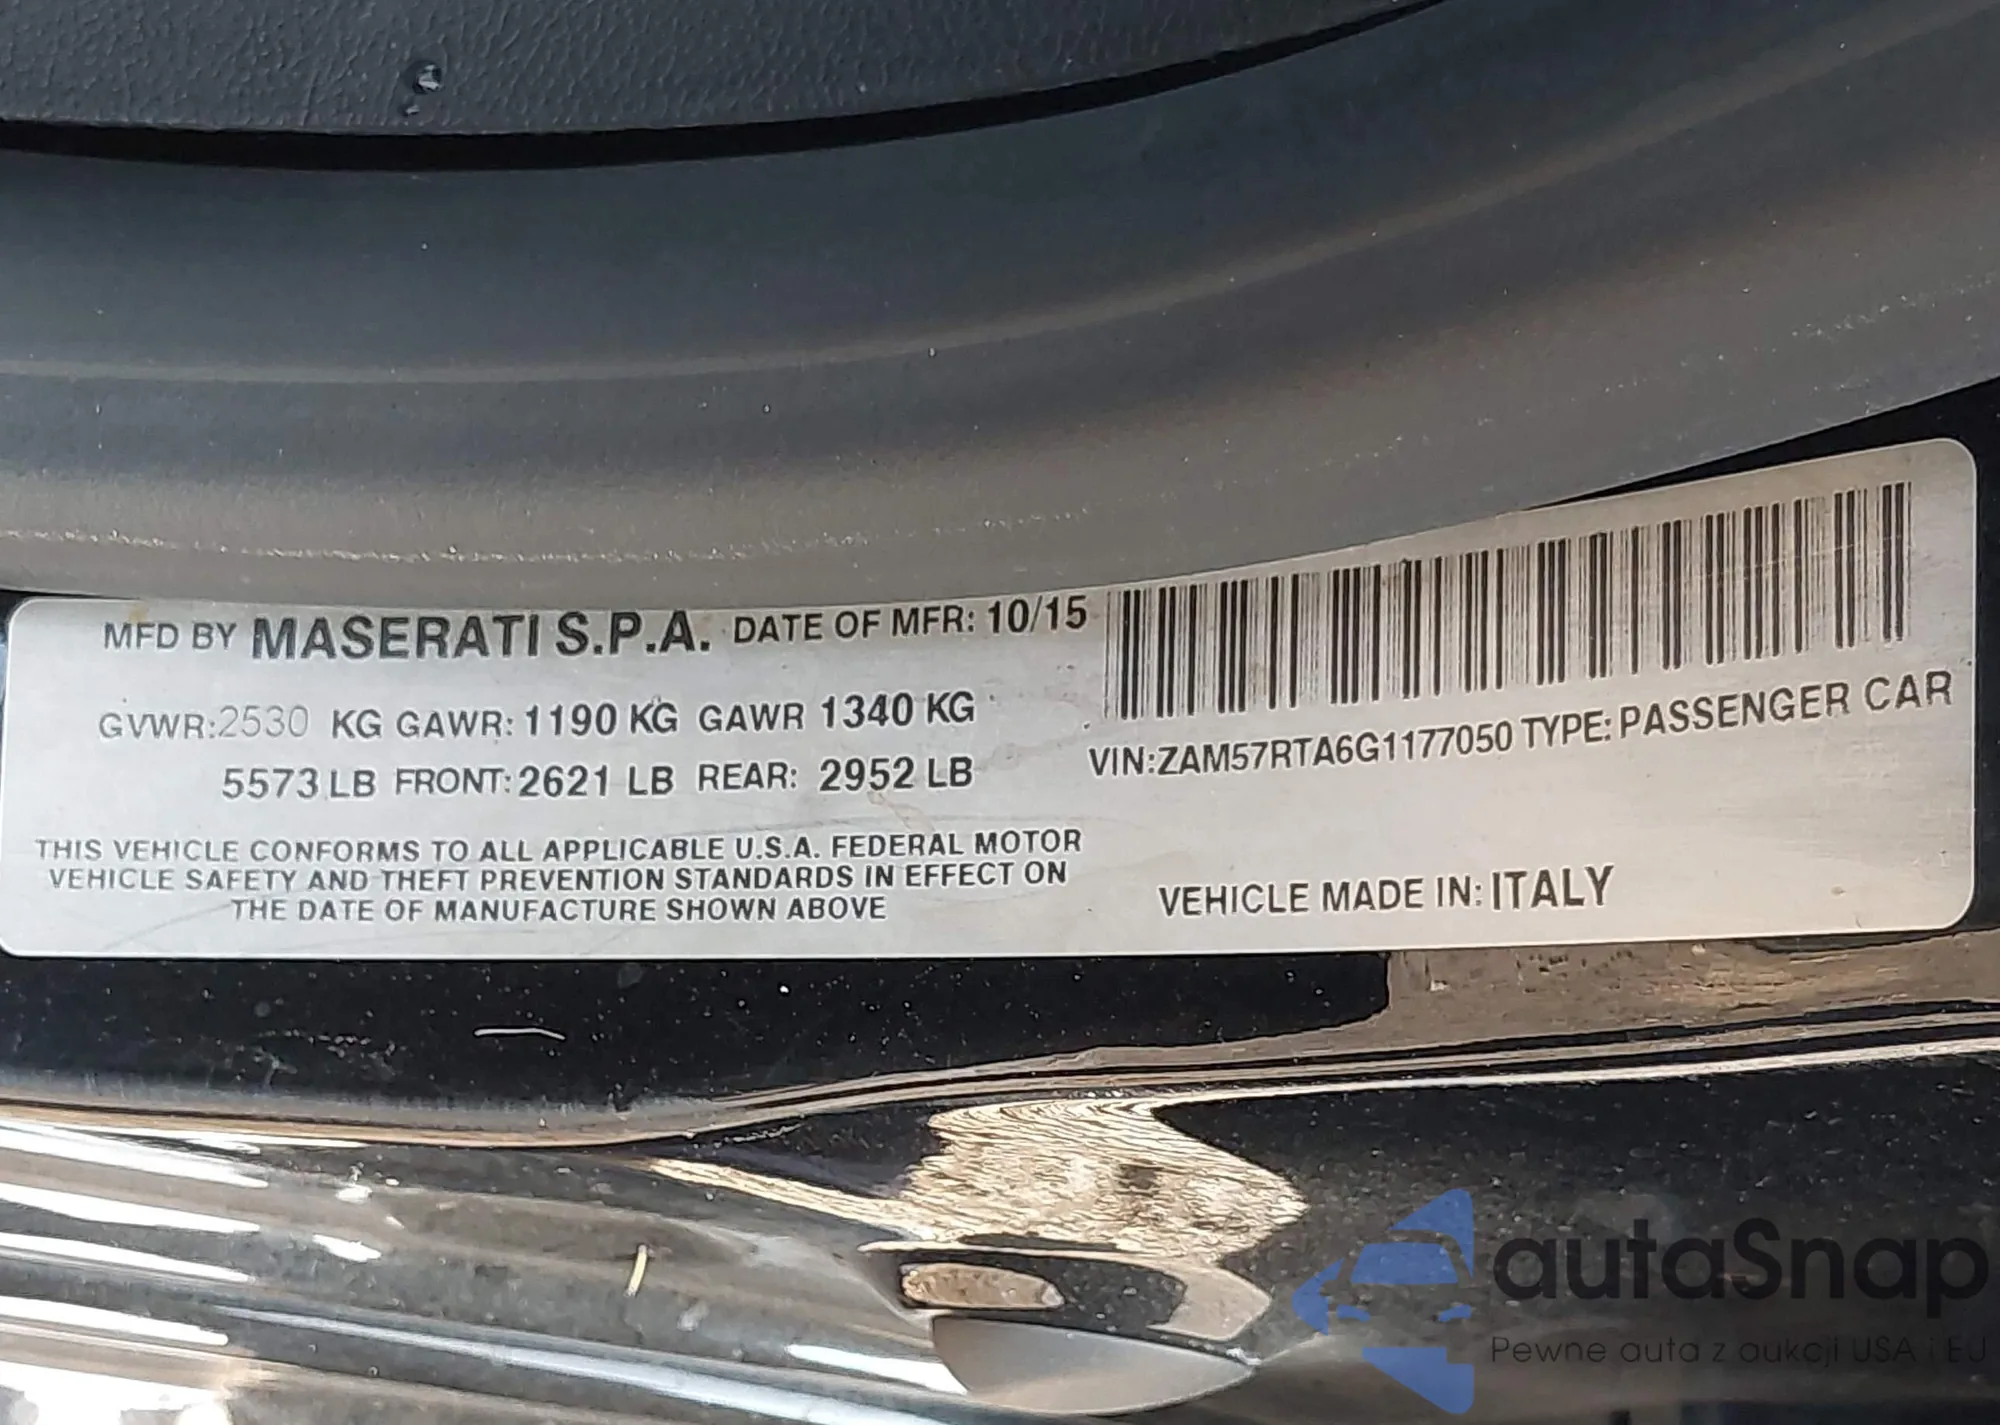 MFD BY MASERATI S.P.A. DATE OF MFR: 10/15
GVWR:2530 KG GAWR: 1190 KG GAWR 1340 KG
5573 LB FRONT: 2621 LB REAR: 2952 LB
THIS VEHICLE CONFORMS TO ALL APPLICABLE U.S.A. FEDERAL MOTOR
VEHICLE SAFETY AND THEFT PREVENTION STANDARDS IN EFFECT ON
THE DATE OF MANUFACTURE SHOWN ABOVE
VIN:ZAM57RTA6G1177050 TYPE: PASSENGER CAR
VEHICLE MADE IN: ITALY
autaSnap
Pewne auta z aukcji USA i EU